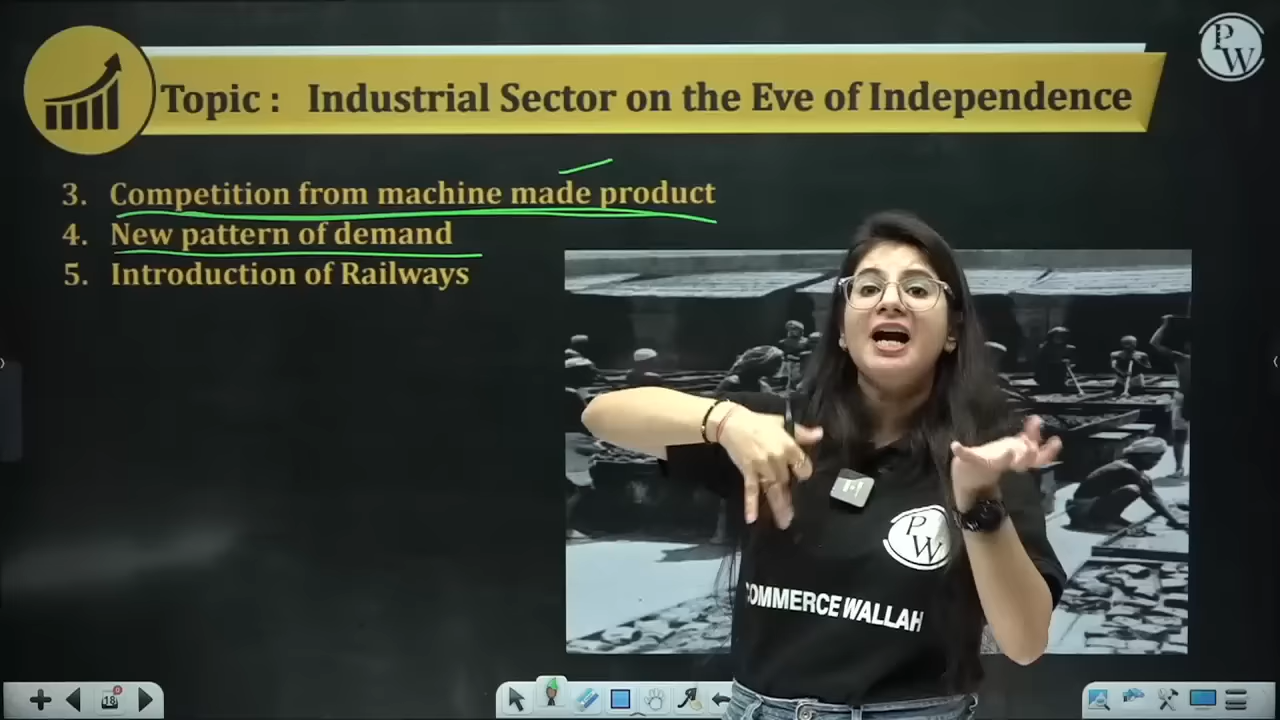 Topic : Industrial Sector on the Eve of Independence
PW
3. Competition from machine made product
4. New pattern of demand
5. Introduction of Railways
PW
COMMERCE WALLAH
18